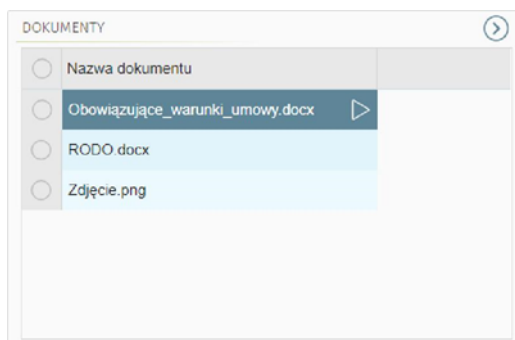 DOKUMENTY
Nazwa dokumentu
Obowiązujące_warunki_umowy.docx
RODO.docx
Zdjęcie.png